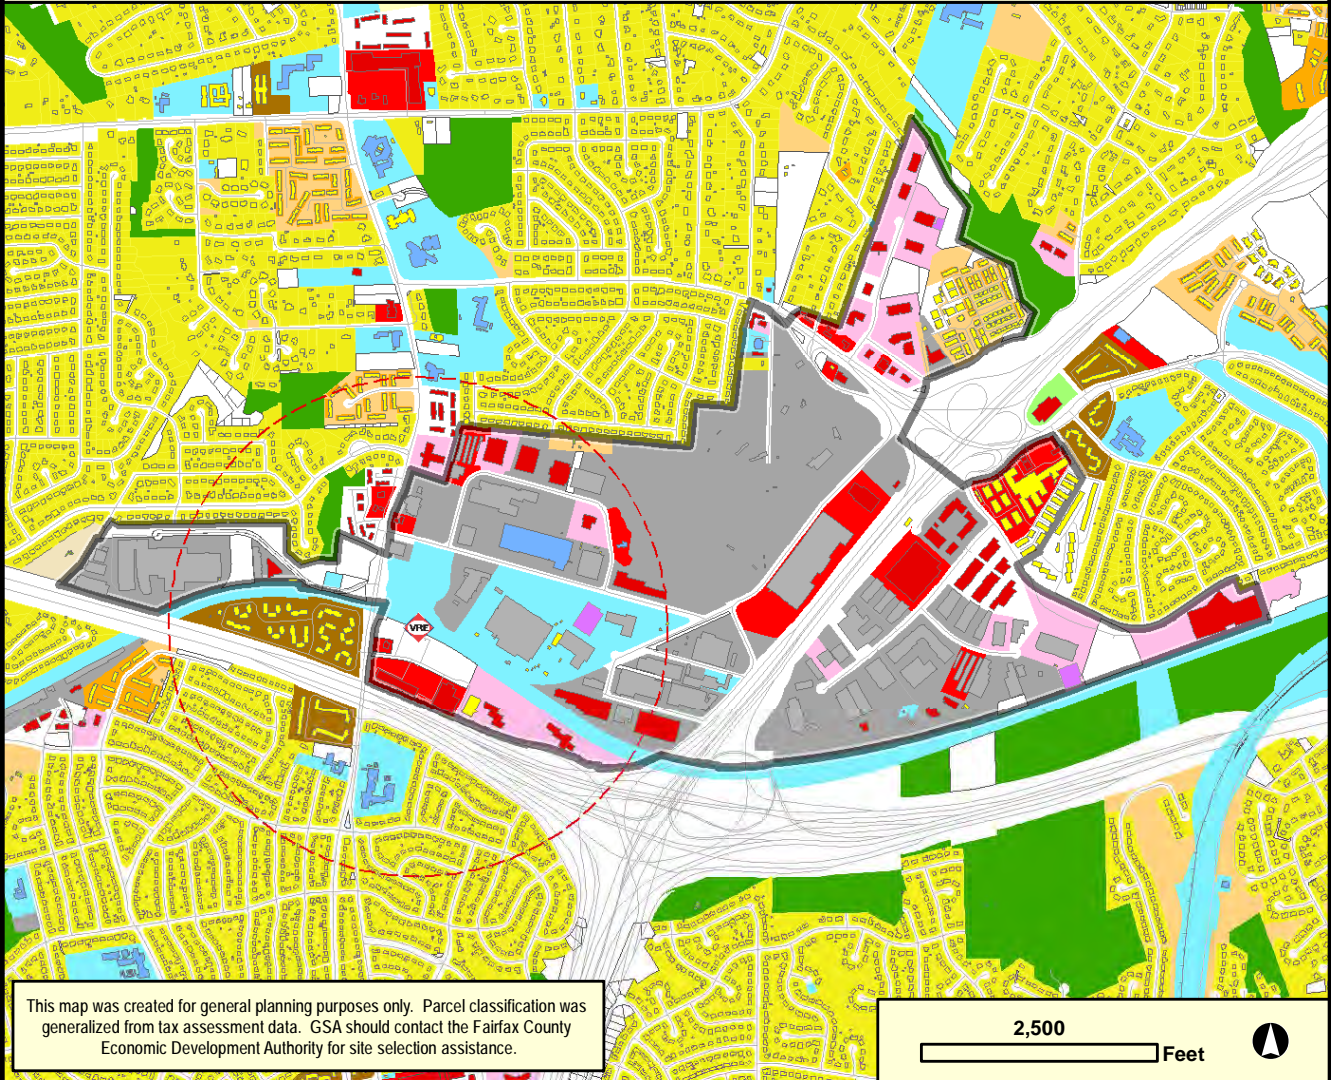 VRE
This map was created for general planning purposes only. Parcel classification was
generalized from tax assessment data. GSA should contact the Fairfax County
Economic Development Authority for site selection assistance.
2,500
Feet